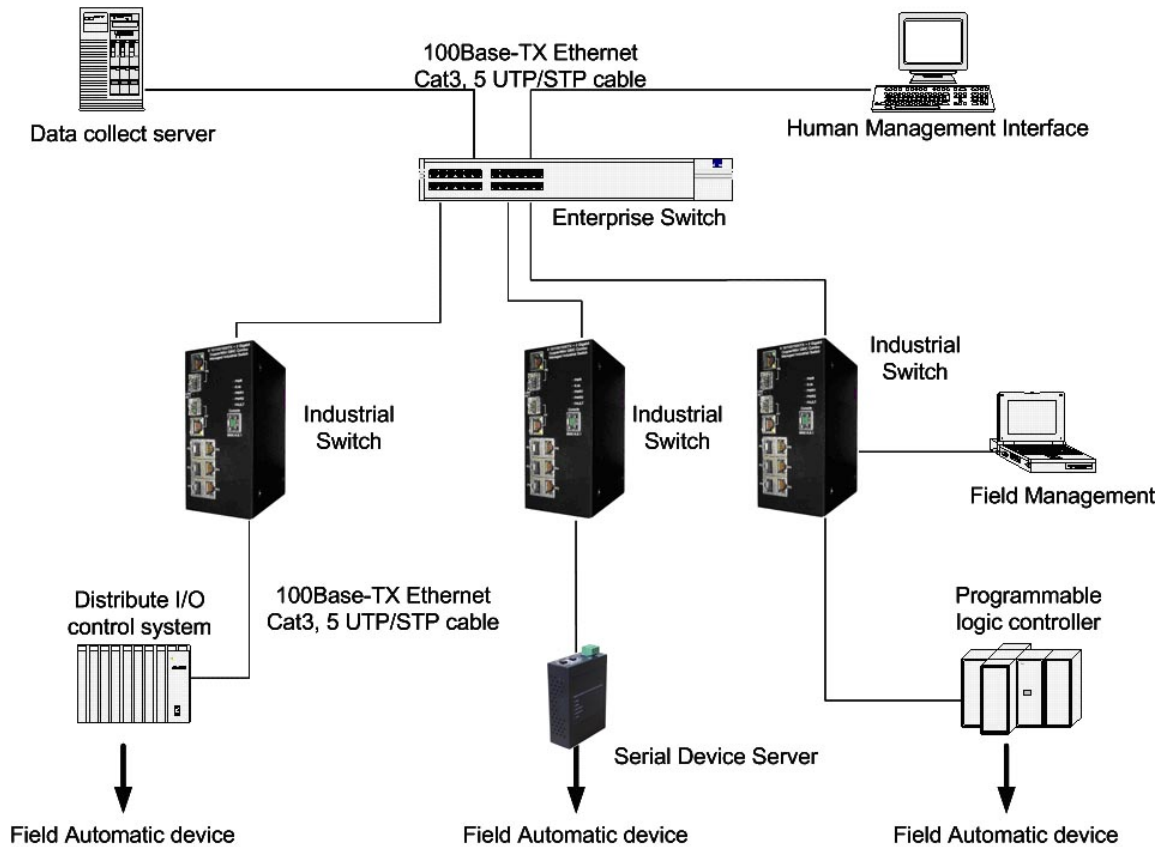 100Base-TX Ethernet
Cat3, 5 UTP/STP cable
Data collect server
Human Management Interface
Enterprise Switch
Industrial
Switch
Industrial
Switch
Industrial
Switch
Field Management
Distribute I/O
control system
100Base-TX Ethernet
Cat3, 5 UTP/STP cable
Programmable
logic controller
Serial Device Server
Field Automatic device
Field Automatic device
Field Automatic device